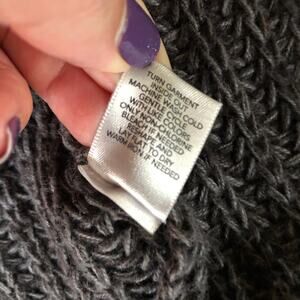 TURN GARMENT
INSIDE OUT
MACHINE WASH COLD
GENTLE CYCLE
WITH LIKE COLORS
ONLY NON-CHLORINE
BLEACH IF NEEDED
RESHAPE AND
LAY FLAT TO DRY
WARM IRON IF NEEDED